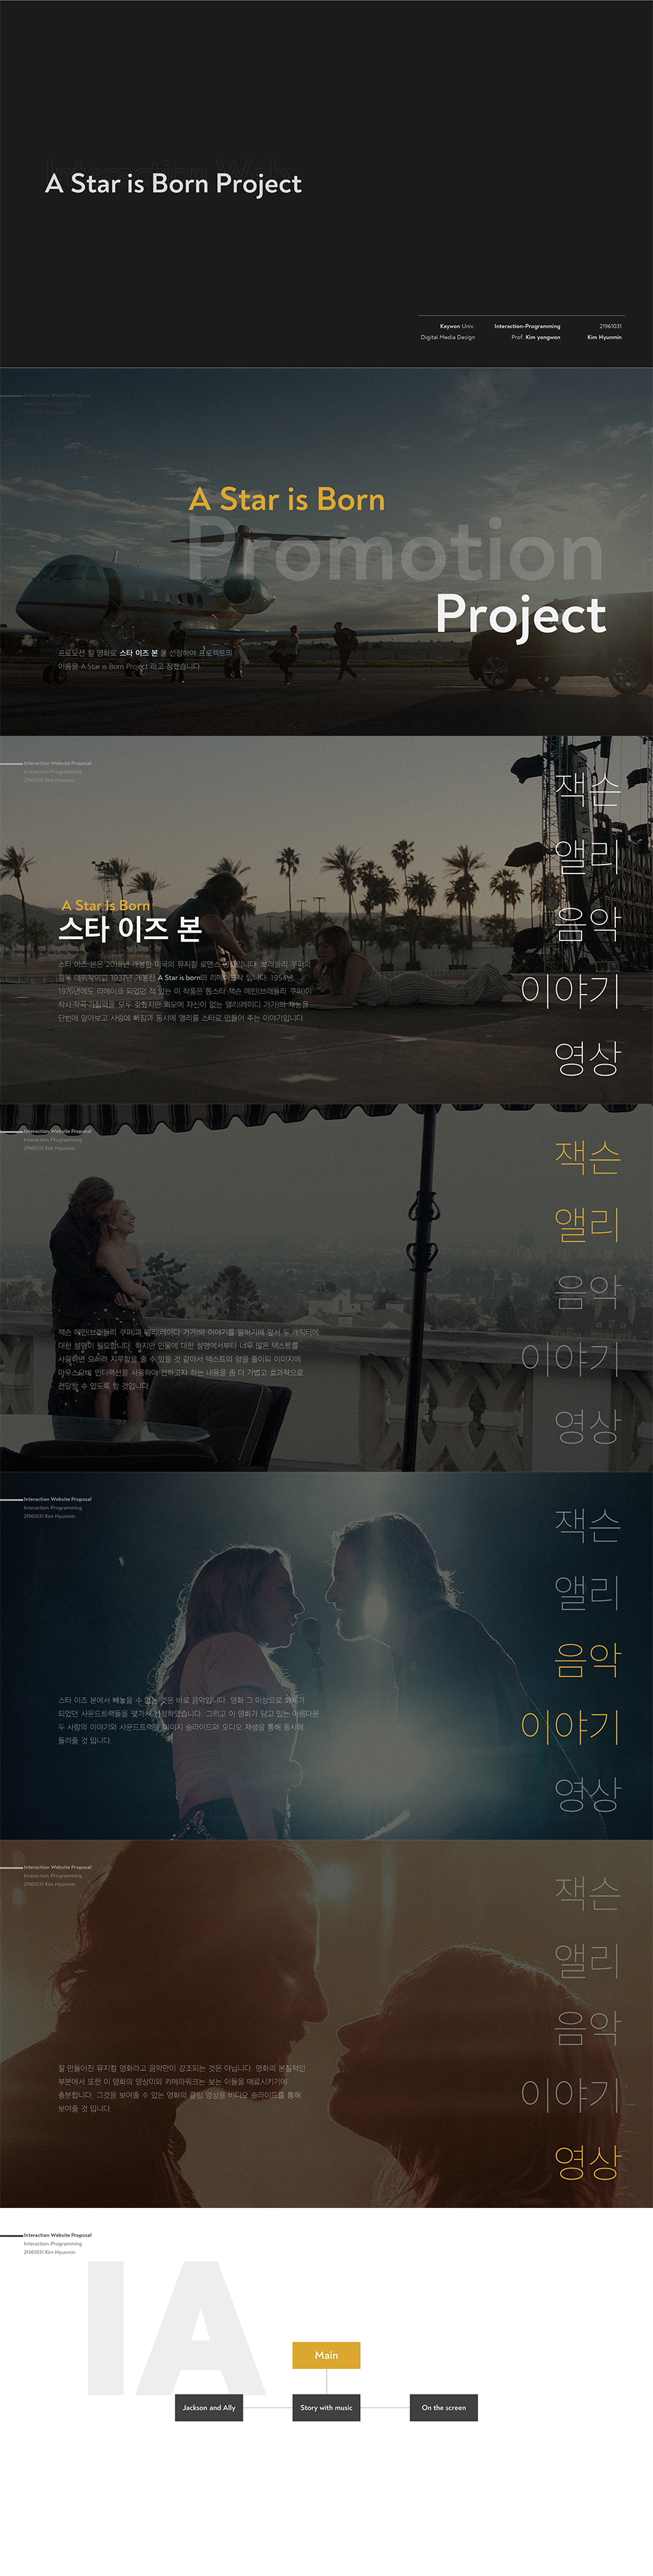 Interaction Web
A Star is Born Project
Kaywon Univ. Interaction-Programming 21961031
Digital Media Design Prof. Kim yongwon Kim Hyunmin
Interaction Website Proposal
Interaction-Programming
21961031 Kim Hyunmin
A Star is Born
Promotion
Project
프로모션 할 영화로 스타 이즈 본 을 선정하여 프로젝트의
이름을 A Star is Born Project 라고 정했습니다.
Interaction Website Proposal
Interaction-Programming
21961031 Kim Hyunmin
잭슨
앨리
음악
이야기
영상
A Star Is Born
스타 이즈 본
스타 이즈 본은 2018년 개봉한 미국의 뮤지컬 로맨스 영화입니다. 브래들리 쿠퍼의
감독 데뷔작이고 1937년 개봉한 A Star is born의 리메이크작 입니다. 1954년,
1976년에도 리메이크 되었던 적 있는 이 작품은 톱스타 잭슨 메인(브래들리 쿠퍼)이
작사·작곡·가창력은 모두 갖췄지만 외모에 자신이 없는 앨리(레이디 가가)의 재능을
단번에 알아보고 사랑에 빠짐과 동시에 앨리를 스타로 만들어 주는 이야기입니다.
Interaction Website Proposal
Interaction-Programming
21961031 Kim Hyunmin
잭슨
앨리
음악
이야기
영상
잭슨 메인(브래들리 쿠퍼)과 앨리(레이디 가가)의 이야기를 말하기에 앞서 두 캐릭터에
대한 설명이 필요합니다. 하지만 인물에 대한 설명에서부터 너무 많은 텍스트를
사용하면 오히려 지루함을 줄 수 있을 것 같아서 텍스트의 양을 줄이되 이미지에
마우스오버 인터랙션을 사용하여 전하고자 하는 내용을 좀 더 가볍고 효과적으로
전달할 수 있도록 할 것입니다.
Interaction Website Proposal
Interaction-Programming
21961031 Kim Hyunmin
잭슨
앨리
음악
이야기
영상
스타 이즈 본에서 빼놓을 수 없는 것은 바로 음악입니다. 영화 그 이상으로 화제가
되었던 사운드트랙들을 몇가지 선정하였습니다. 그리고 이 영화가 담고 있는 아름다운
두 사람의 이야기와 사운드트랙을 이미지 슬라이드와 오디오 재생을 통해 동시에
들려줄 것 입니다.
Interaction Website Proposal
Interaction-Programming
21961031 Kim Hyunmin
잭슨
앨리
음악
이야기
영상
잘 만들어진 뮤지컬 영화라고 음악만이 강조되는 것은 아닙니다. 영화의 본질적인
부분에서 또한 이 영화의 영상미와 카메라워크는 보는 이들을 매료시키기에
충분합니다. 그것을 보여줄 수 있는 영화의 클립 영상을 비디오 슬라이드를 통해
보여줄 것 입니다.
Interaction Website Proposal
Interaction-Programming
21961031 Kim Hyunmin
IA
Main
Jackson and Ally
Story with music
On the screen